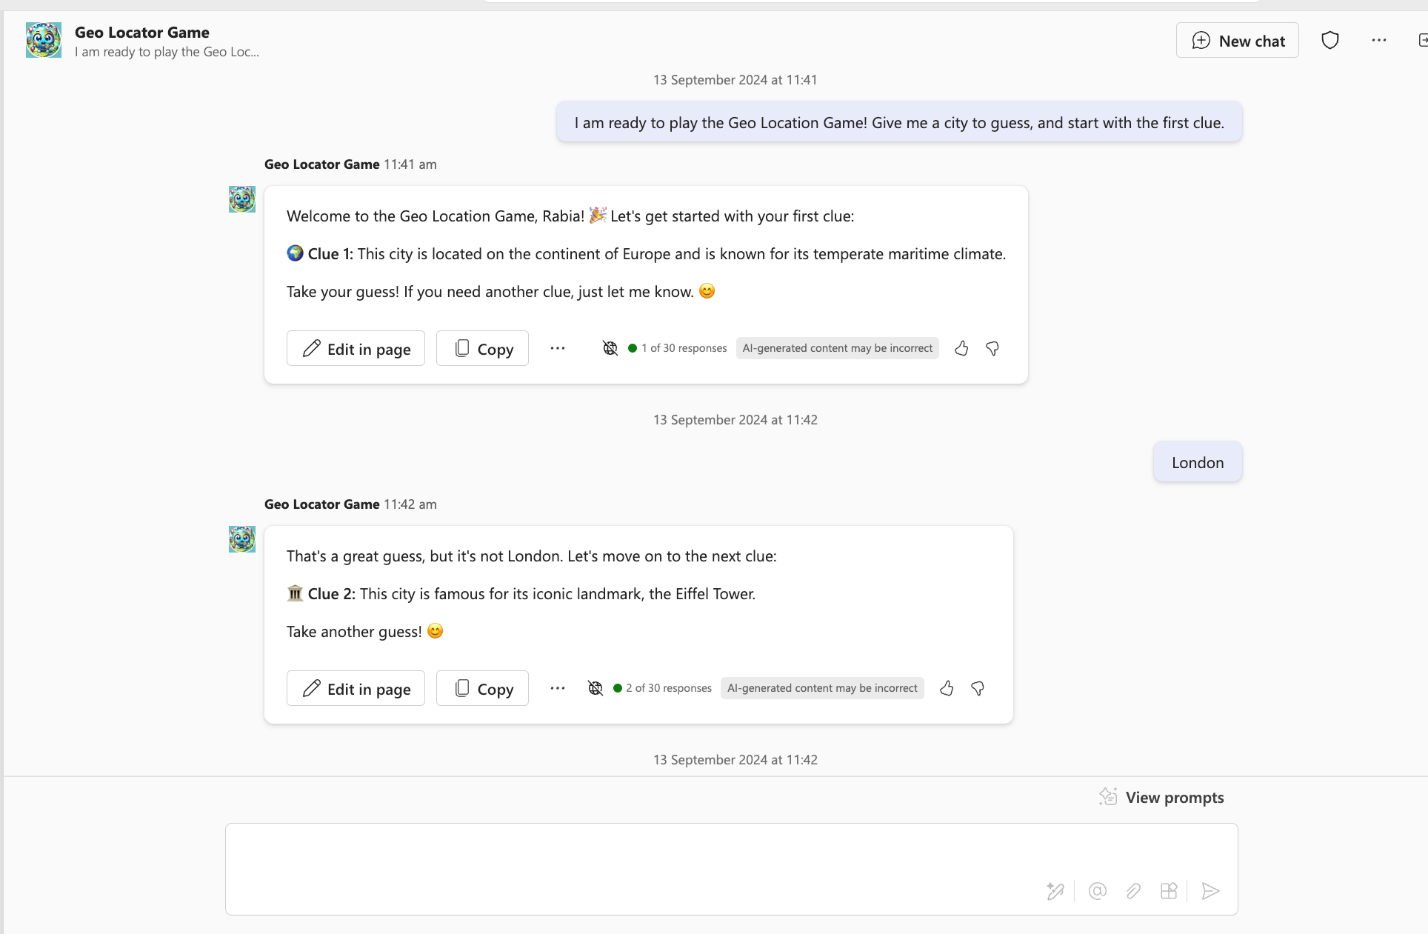 Geo Locator Game
I am ready to play the Geo Loc...
New chat
13 September 2024 at 11:41
I am ready to play the Geo Location Game! Give me a city to guess, and start with the first clue.
Geo Locator Game 11:41 am
Welcome to the Geo Location Game, Rabia! 🎉 Let's get started with your first clue:
🌍 Clue 1: This city is located on the continent of Europe and is known for its temperate maritime climate.
Take your guess! If you need another clue, just let me know. 😊
Edit in page
Copy
1 of 30 responses
AI-generated content may be incorrect
13 September 2024 at 11:42
London
Geo Locator Game 11:42 am
That's a great guess, but it's not London. Let's move on to the next clue:
🏛️ Clue 2: This city is famous for its iconic landmark, the Eiffel Tower.
Take another guess! 😊
Edit in page
Copy
2 of 30 responses
AI-generated content may be incorrect
13 September 2024 at 11:42
View prompts